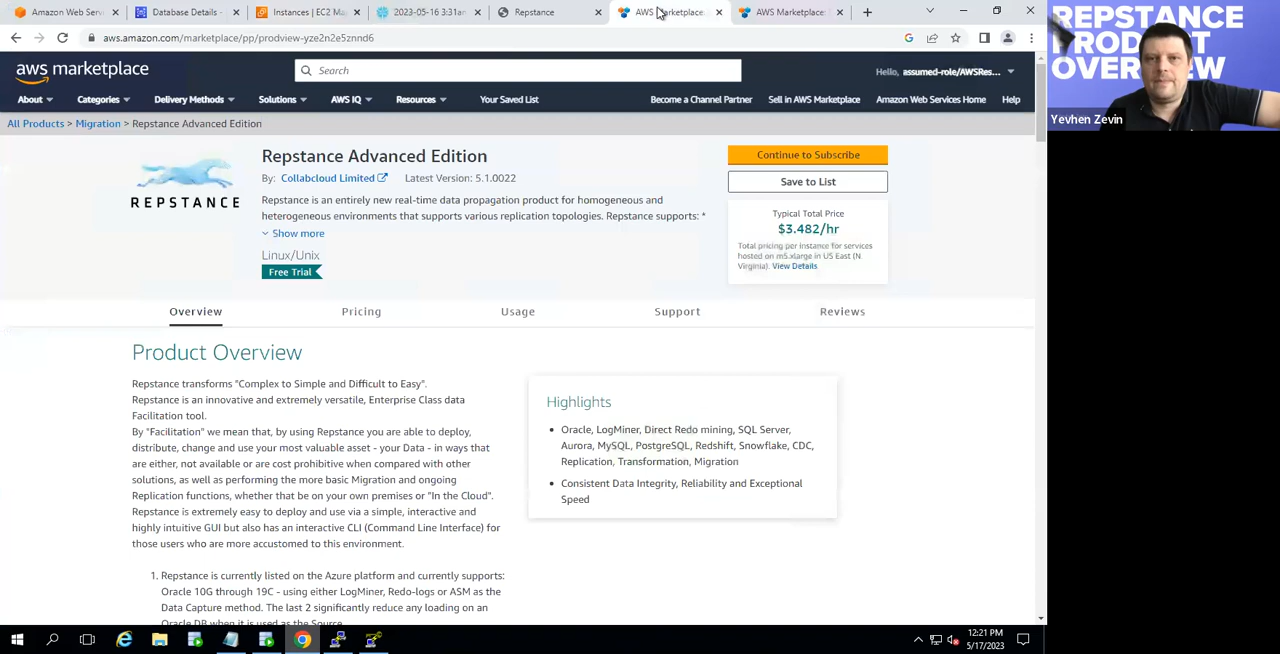 Amazon Web Serv
Database Details -
Instances | EC2 Ma
2023-05-16 3:31an
Repstance
AWS Marketplace:
AWS Marketplace: F
aws.amazon.com/marketplace/pp/prodview-yze2n2e5znnd6
aws marketplace
Search
Hello, assumed-role/AWSRes...
About
Categories
Delivery Methods
Solutions
AWS IQ
Resources
Your Saved List
Become a Channel Partner
Sell in AWS Marketplace
Amazon Web Services Home
Help
All Products > Migration > Repstance Advanced Edition
REPSTANCE
Repstance Advanced Edition
By: Collabcloud Limited Latest Version: 5.1.0022
Repstance is an entirely new real-time data propagation product for homogeneous and
heterogeneous environments that supports various replication topologies. Repstance supports: *
Show more
Linux/Unix
Free Trial
Continue to Subscribe
Save to List
Typical Total Price
$3.482/hr
Total pricing per instance for services
hosted on m5.xlarge in US East (N
Virginia). View Details
Overview
Pricing
Usage
Support
Reviews
Product Overview
Repstance transforms "Complex to Simple and Difficult to Easy".
Repstance is an innovative and extremely versatile, Enterprise Class data
Facilitation tool.
By "Facilitation" we mean that, by using Repstance you are able to deploy,
distribute, change and use your most valuable asset - your Data - in ways that
are either, not available or are cost prohibitive when compared with other
solutions, as well as performing the more basic Migration and ongoing
Replication functions, whether that be on your own premises or "In the Cloud".
Repstance is extremely easy to deploy and use via a simple, interactive and
highly intuitive GUI but also has an interactive CLI (Command Line Interface) for
those users who are more accustomed to this environment.
1. Repstance is currently listed on the Azure platform and currently supports:
Oracle 10G through 19C - using either LogMiner, Redo-logs or ASM as the
Data Capture method. The last 2 significantly reduce any loading on an
Oracle DB when it is used as the Source.
Highlights
• Oracle, LogMiner, Direct Redo mining, SQL Server,
Aurora, MySQL, PostgreSQL, Redshift, Snowflake, CDC,
Replication, Transformation, Migration
• Consistent Data Integrity, Reliability and Exceptional
Speed
12:21 PM
5/17/2023
REPSTANCE
PRODUCT
OVERVIEW
Yevhen Zevin